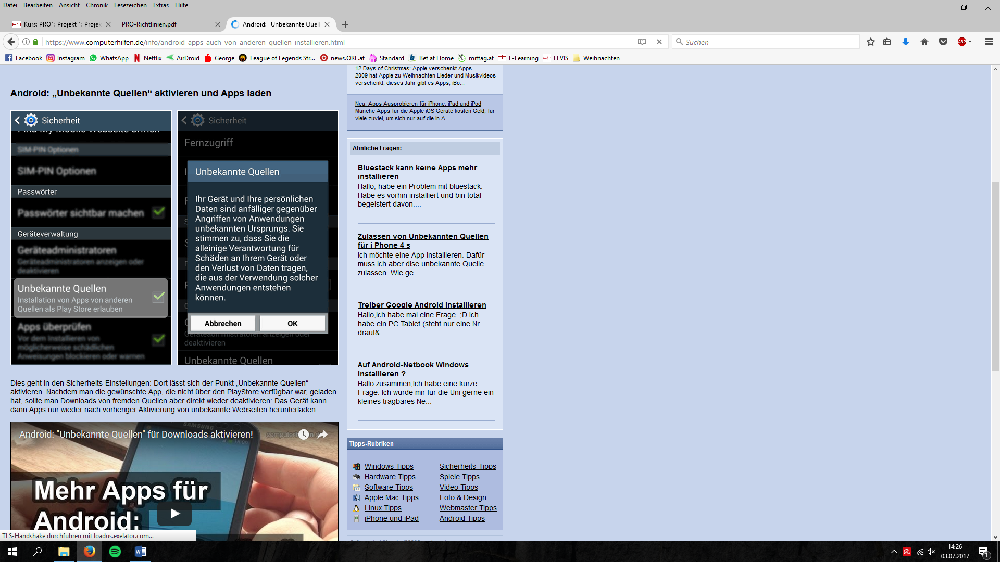 Datei Bearbeiten Ansicht Chronik Lesezeichen Extras Hilfe
Kurs: PRO1: Projekt 1: Projek
PRO-Richtlinien.pdf
Android: "Unbekannte Quell
https://www.computerhilfen.de/info/android-apps-auch-von-anderen-quellen-installieren.html
Suchen
ABP
Facebook Instagram WhatsApp Netflix AirDroid George League of Legends Str... news.ORF.at Standard Bet at Home mittag.at E-Learning LEVIS Weihnachten
Android: „Unbekannte Quellen“ aktivieren und Apps laden
Sicherheit
Find My Mobile Webseite öffnen
SIM-PIN Optionen
SIM-PIN Optionen
Passwörter
Passwörter sichtbar machen
Geräteverwaltung
Geräteadministratoren
Geräteadministratoren anzeigen oder
deaktivieren
Unbekannte Quellen
Installation von Apps von anderen
Quellen als Play Store erlauben
Apps überprüfen
Vor dem Installieren von
möglicherweise schädlichen
Anweisungen blockieren oder warnen
Sicherheit
Fernzugriff
Unbekannte Quellen
Ihr Gerät und Ihre persönlichen
Daten sind anfälliger gegenüber
Angriffen von Anwendungen
unbekannten Ursprungs. Sie
stimmen zu, dass Sie die
alleinige Verantwortung für
Schäden an Ihrem Gerät oder
den Verlust von Daten tragen,
die aus der Verwendung solcher
Anwendungen entstehen
können.
Abbrechen OK
Geräteadministratoren anzeigen oder
deaktivieren
Unbekannte Quellen
Dies geht in den Sicherheits-Einstellungen: Dort lässt sich der Punkt „Unbekannte Quellen“
aktivieren. Nachdem man die gewünschte App, die nicht über den PlayStore verfügbar war, geladen
hat, sollte man Downloads von fremden Quellen aber direkt wieder deaktivieren: Das Gerät kann
dann Apps nur wieder nach vorheriger Aktivierung von unbekannte Webseiten herunterladen.
SAMSUNG
Android: "Unbekannte Quellen" für Downloads aktivieren!
Mehr Apps für
Android:
12 Days of Christmas: Apple verschenkt Apps
2009 hat Apple zu Weihnachten Lieder und Musikvideos
verschenkt, dieses Jahr gibt es Apps, iBo...
Neu: Apps Ausprobieren für iPhone, iPad und iPod
Manche Apps für die Apple iOS Geräte kosten Geld, für
viele zuviel, um sich nur auf die in A...
Ähnliche Fragen:
Bluestack kann keine Apps mehr
installieren
Hallo, habe ein Problem mit bluestack.
Habe es vorhin installiert und bin total
begeistert davon....
Zulassen von Unbekannten Quellen
für i Phone 4 s
Ich möchte eine App installieren. Dafür
muss ich aber dise unbekannte Quelle
zulassen. Wie ge...
Treiber Google Android installieren
Hallo,ich habe mal eine Frage ;D Ich
habe ein PC Tablet (steht nur eine Nr.
drauf&...
Auf Android-Netbook Windows
installieren ?
Hallo zusammen,Ich habe eine kurze
Frage. Ich würde mir für die Uni gerne ein
kleines tragbares Ne...
Tipps-Rubriken
Windows Tipps Sicherheits-Tipps
Hardware Tipps Spiele Tipps
Software Tipps Video Tipps
Apple Mac Tipps Foto & Design
Linux Tipps Webmaster Tipps
iPhone und iPad Android Tipps
TLS-Handshake durchführen mit loadus.exelator.com...
14:26
03.07.2017
1